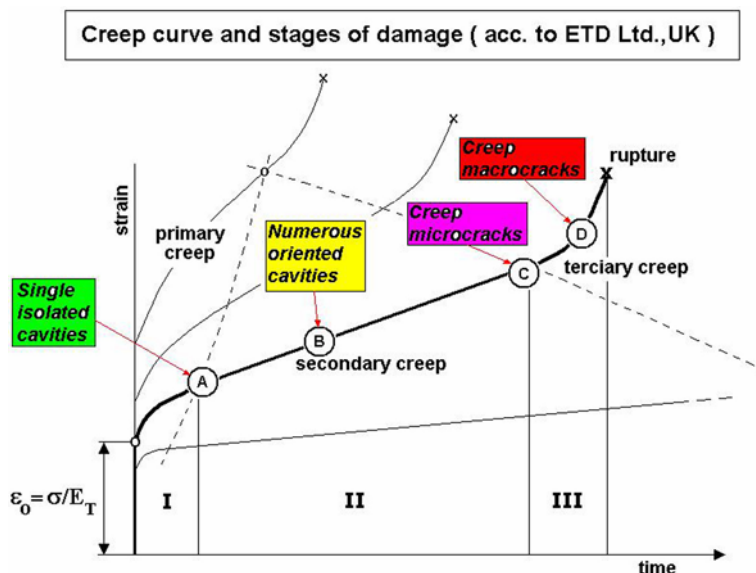 Creep curve and stages of damage ( acc. to ETD Ltd.,UK )
Creep
macrocracks
rupture
strain
primary
creep
Numerous
oriented
cavities
Creep
microcracks
D
C
terciary creep
Single
isolated
cavities
B
secondary creep
A
εo=σ/ET
I
II
III
time